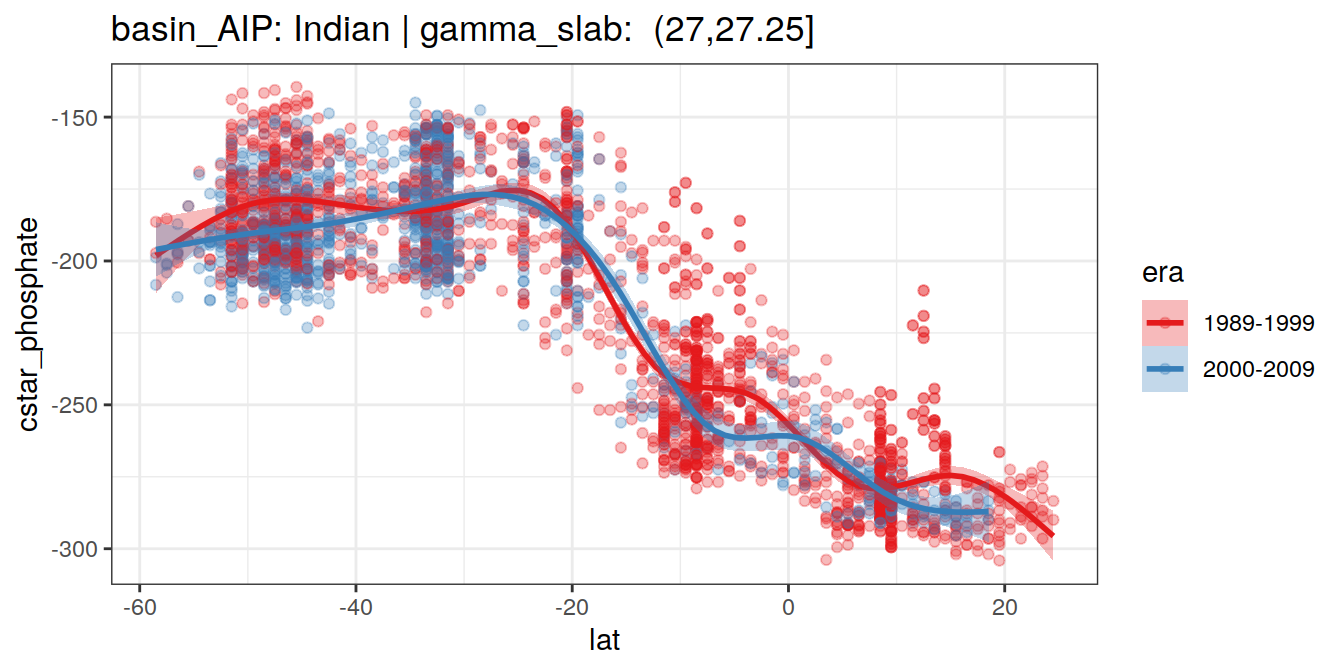 basin_AIP: Indian | gamma_slab:  (27,27.25]
cstar_phosphate
-150
-200
-250
-300
-60
-40
-20
0
20
lat
era
1989-1999
2000-2009